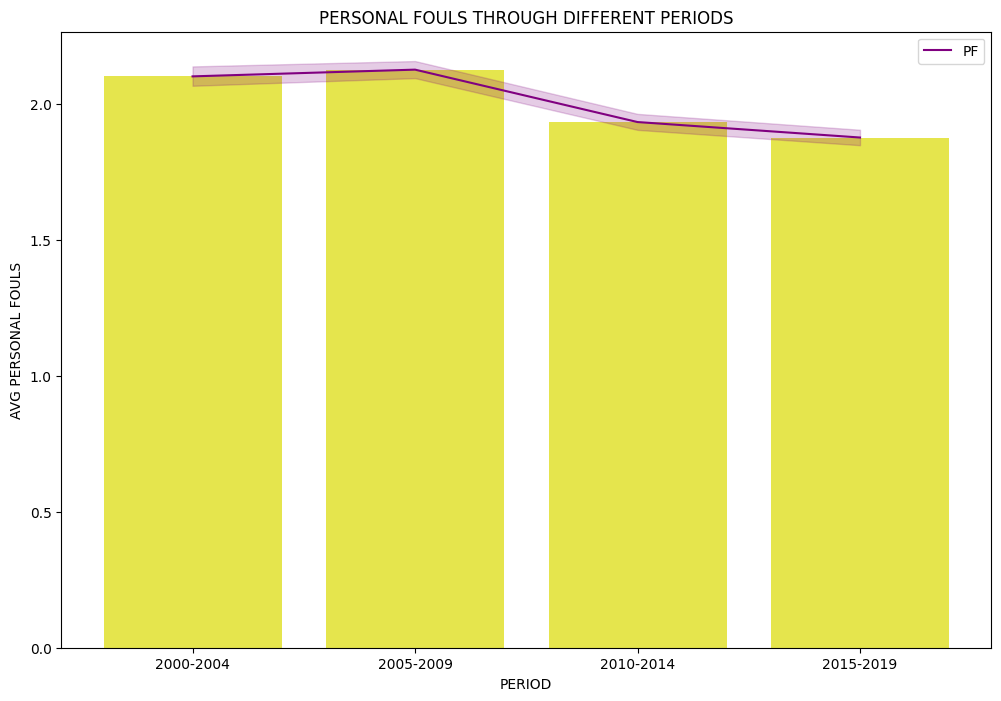 PERSONAL FOULS THROUGH DIFFERENT PERIODS
PF
2.0
1.5
1.0
0.5
0.0
AVG PERSONAL FOULS
2000-2004
2005-2009
2010-2014
2015-2019
PERIOD